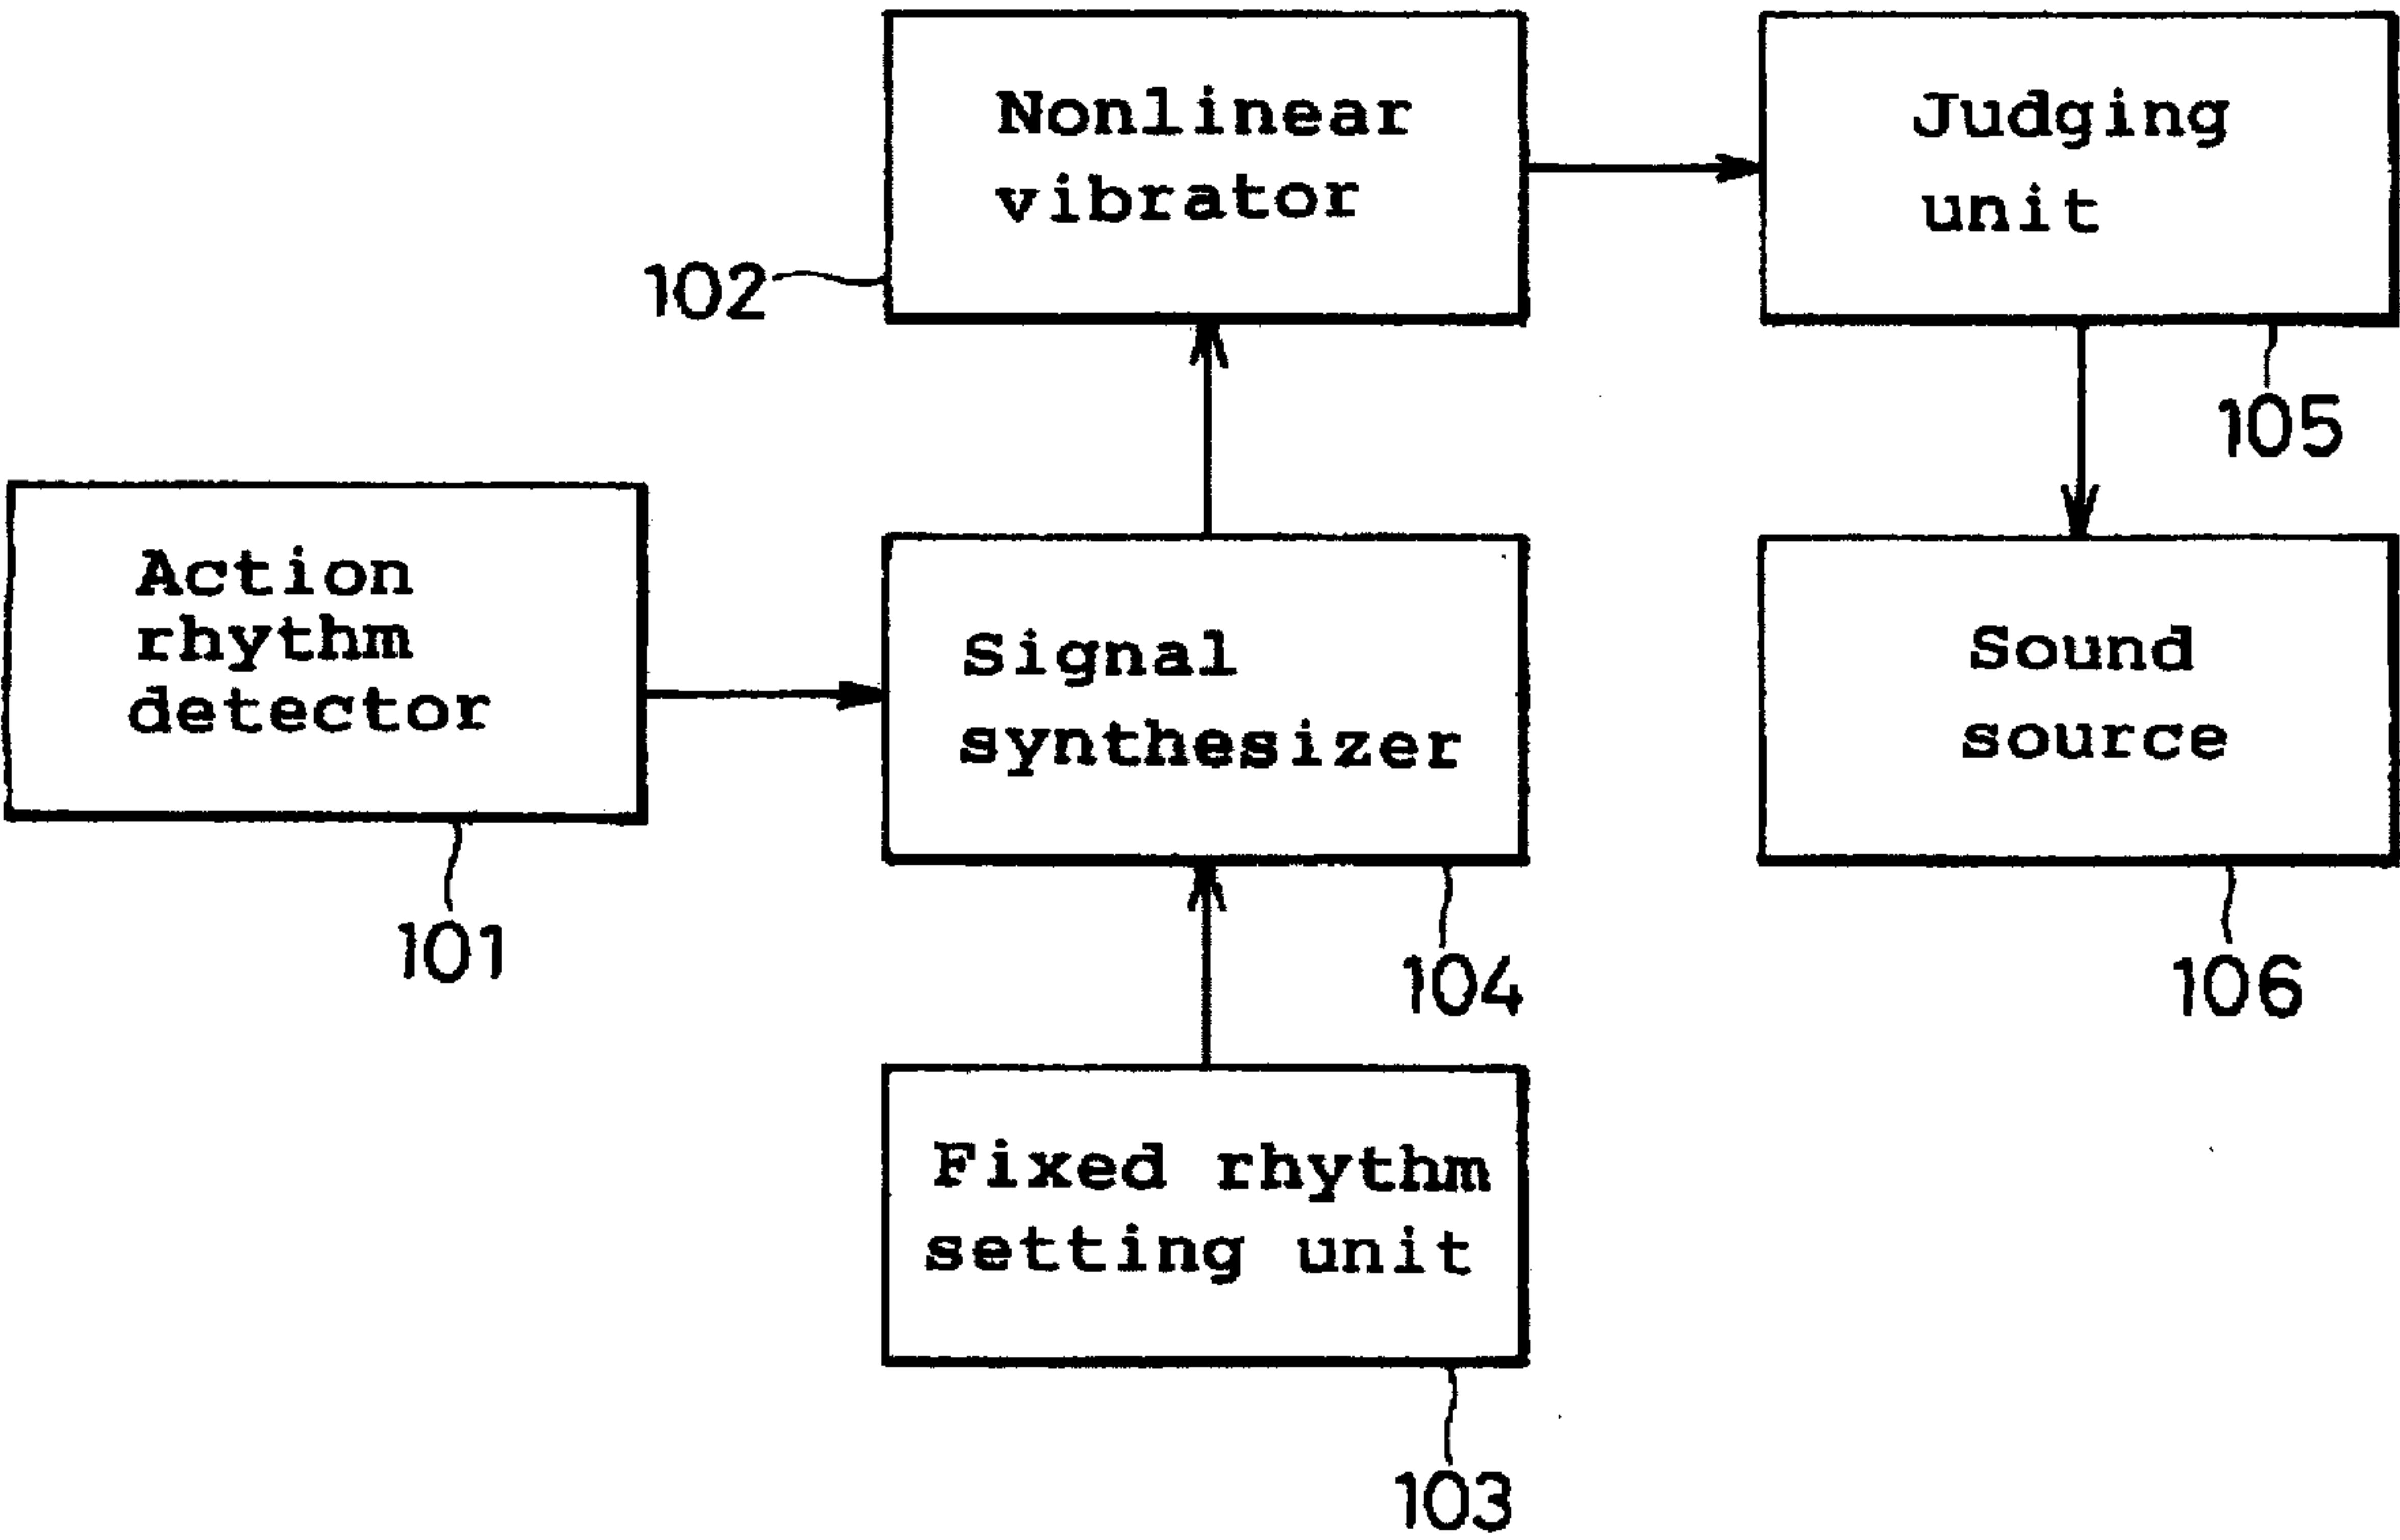 Nonlinear
vibrator
102
Judging
unit
105
Action
rhythm
detector
101
Signal
synthesizer
104
Sound
source
106
Fixed rhythm
setting unit
103